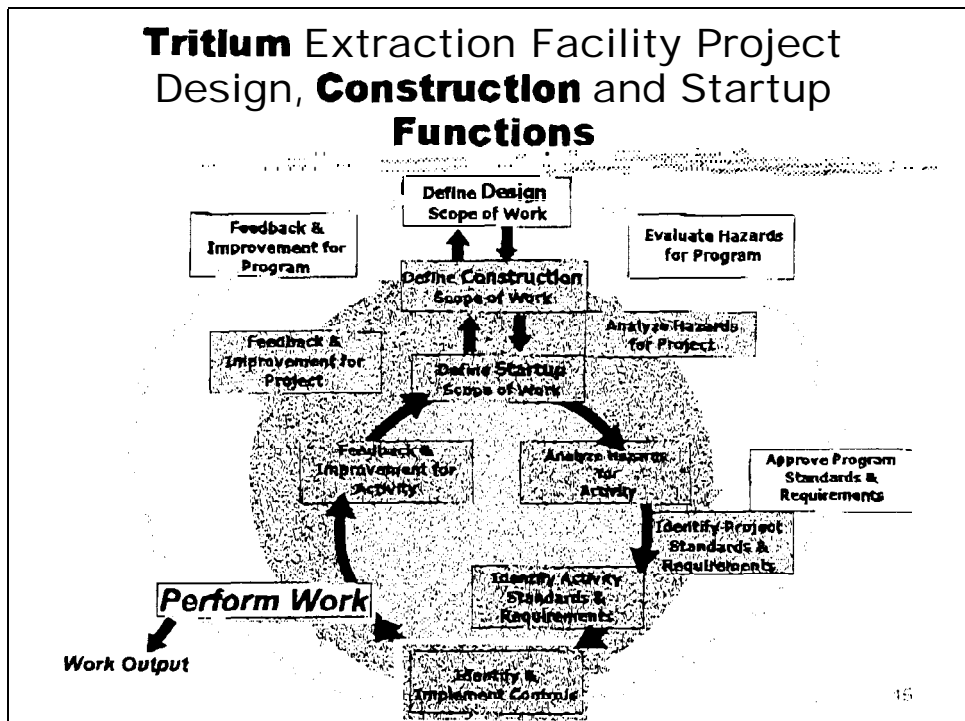 Tritlum Extraction Facility Project
Design, Constructlon and Startup
Functlons
Define Design
Scope of Work
Feedback &
Improvement for
Program
Evaluate Hazards
for Program
Define Construction
Scope of Work
Feedback &
Improvement for
Project
Analyze Hazards
for Project
Define Startup
Scope of Work
Feedback &
Improvement for
Activity
Analyze Hazards
for
Activity
Approve Program
Standards &
Requirements
Identify Project
Standards &
Requirements
Identify Activity
Standards &
Requirements
Perform Work
Work Output
Identify &
Implement Controls